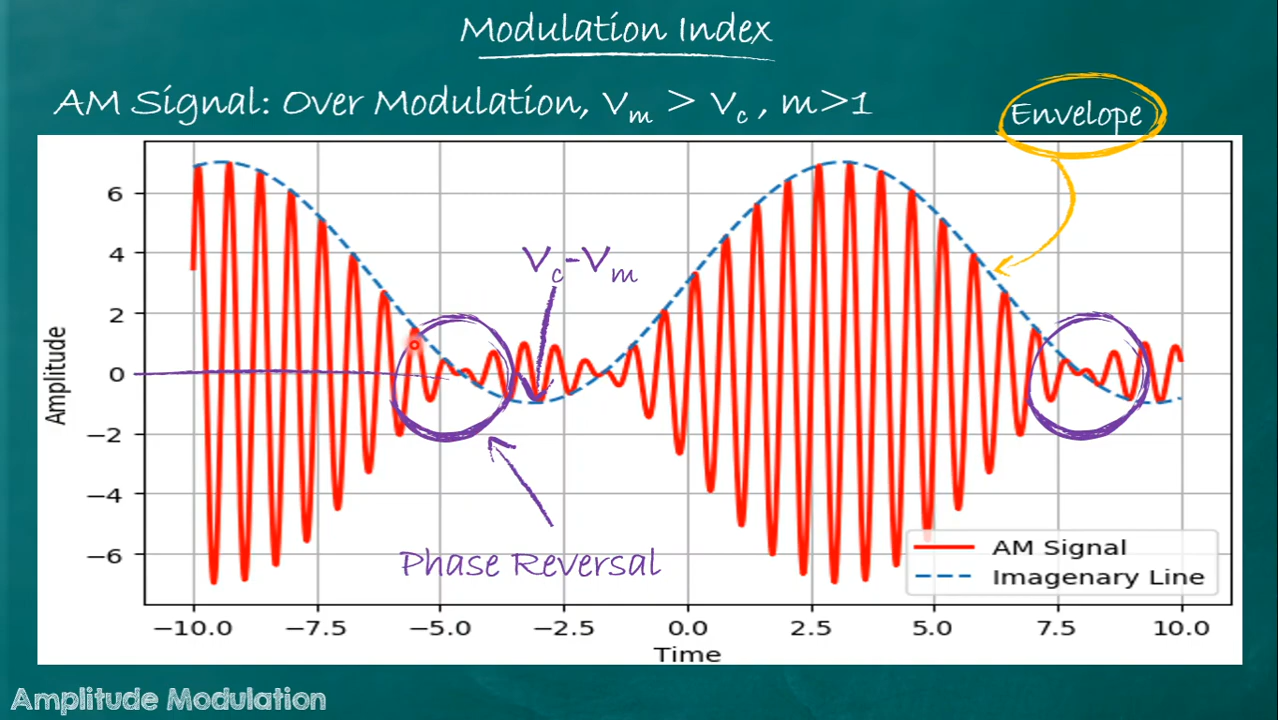 Modulation Index
AM Signal: Over Modulation, Vm > Vc , m>1
Envelope
Vc-Vm
Phase Reversal
Amplitude
6
4
2
0
−2
−4
−6
−10.0 −7.5 −5.0 −2.5 0.0 2.5 5.0 7.5 10.0
Time
AM Signal
Imagenary Line
Amplitude Modulation